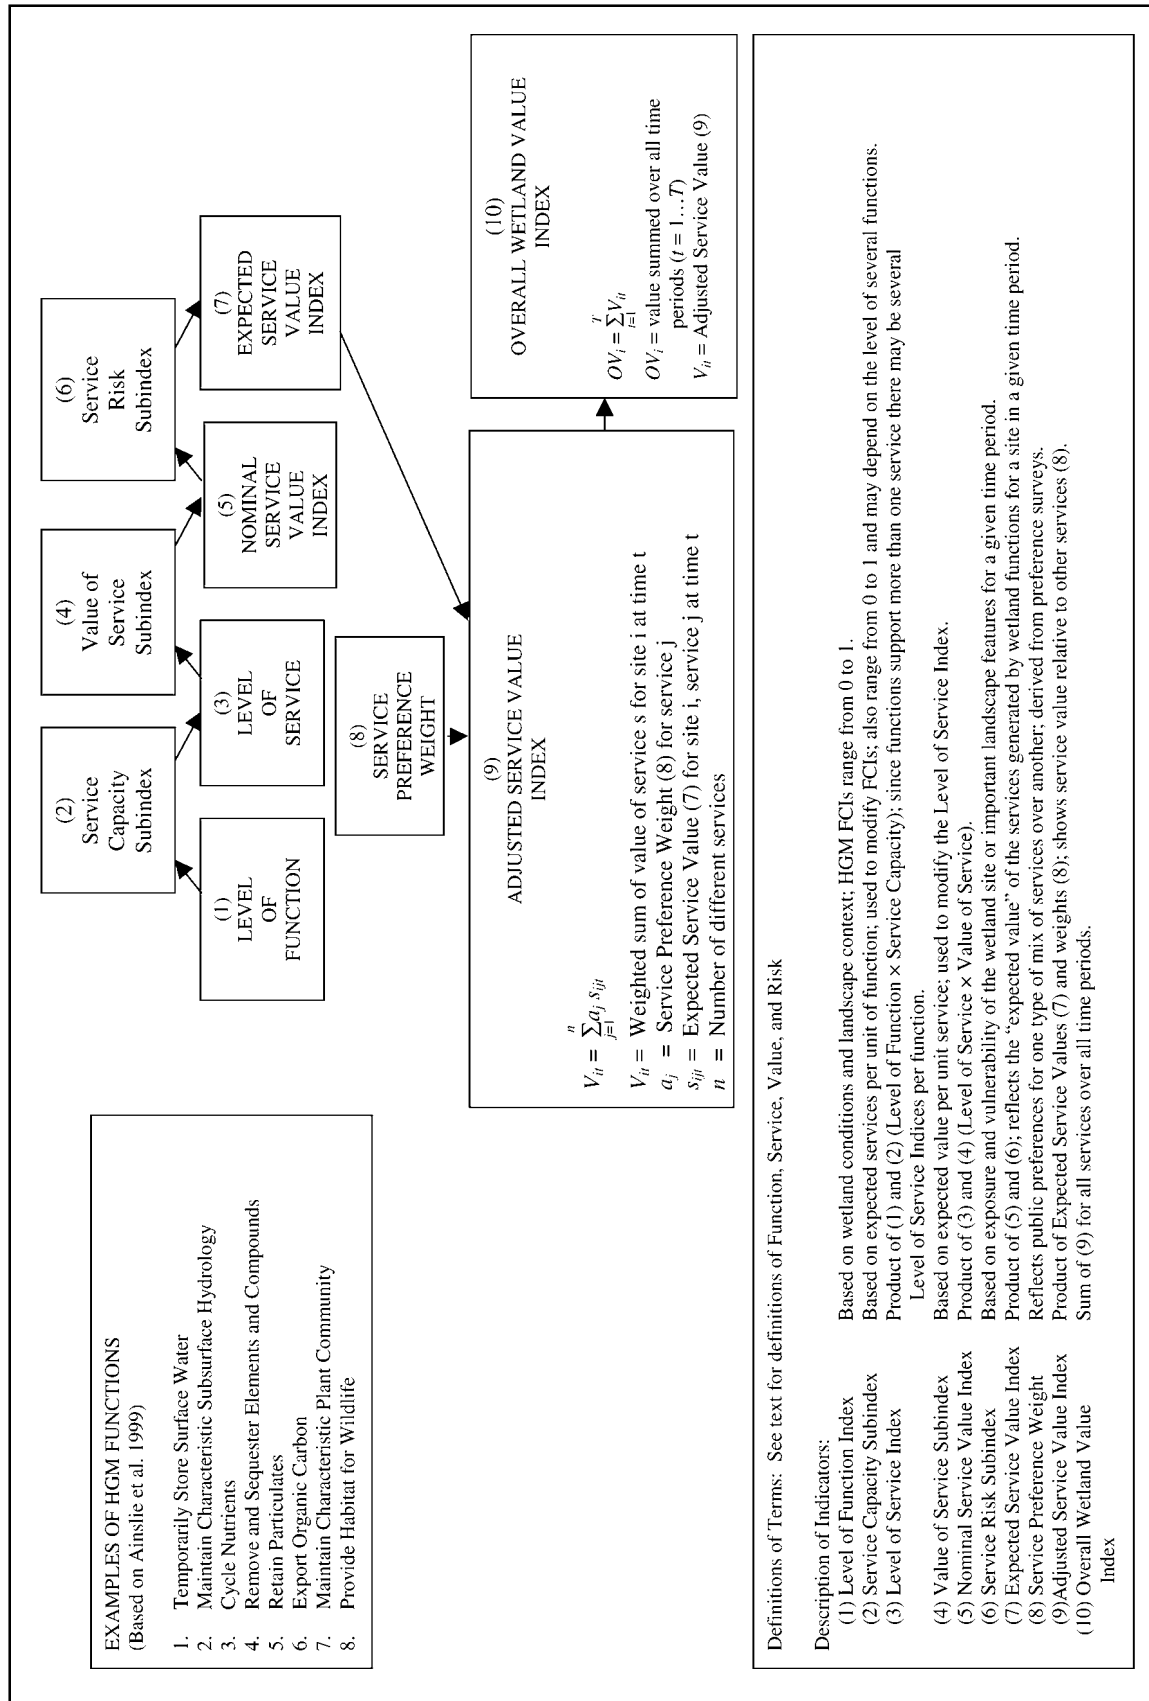 EXAMPLES OF HGM FUNCTIONS
(Based on Ainslie et al. 1999)
1. Temporarily Store Surface Water
2. Maintain Characteristic Subsurface Hydrology
3. Cycle Nutrients
4. Remove and Sequester Elements and Compounds
5. Retain Particulates
6. Export Organic Carbon
7. Maintain Characteristic Plant Community
8. Provide Habitat for Wildlife
(1)
LEVEL
OF
FUNCTION
(2)
Service
Capacity
Subindex
(3)
LEVEL
OF
SERVICE
(4)
Value of
Service
Subindex
(5)
NOMINAL
SERVICE
VALUE
INDEX
(6)
Service
Risk
Subindex
(7)
EXPECTED
SERVICE
VALUE
INDEX
(8)
SERVICE
PREFERENCE
WEIGHT
(9)
ADJUSTED SERVICE VALUE
INDEX
V_it = ∑_{j=1}^{n} a_j s_ijt
V_it = Weighted sum of value of service s for site i at time t
a_j = Service Preference Weight (8) for service j
s_ijt = Expected Service Value (7) for site i, service j at time t
n = Number of different services
(10)
OVERALL WETLAND VALUE
INDEX
OV_i = ∑_{t=1}^{T} V_it
OV_i = value summed over all time
periods (t = 1…T)
V_it = Adjusted Service Value (9)
Definitions of Terms: See text for definitions of Function, Service, Value, and Risk
Description of Indicators:
(1) Level of Function Index Based on wetland conditions and landscape context; HGM FCIs range from 0 to 1.
(2) Service Capacity Subindex Based on expected services per unit of function; used to modify FCIs; also range from 0 to 1 and may depend on the level of several functions.
(3) Level of Service Index Product of (1) and (2) (Level of Function × Service Capacity); since functions support more than one service there may be several
Level of Service Indices per function.
(4) Value of Service Subindex Based on expected value per unit service; used to modify the Level of Service Index.
(5) Nominal Service Value Index Product of (3) and (4) (Level of Service × Value of Service).
(6) Service Risk Subindex Based on exposure and vulnerability of the wetland site or important landscape features for a given time period.
(7) Expected Service Value Index Product of (5) and (6); reflects the “expected value” of the services generated by wetland functions for a site in a given time period.
(8) Service Preference Weight Reflects public preferences for one type of mix of services over another; derived from preference surveys.
(9)Adjusted Service Value Index Product of Expected Service Values (7) and weights (8); shows service value relative to other services (8).
(10) Overall Wetland Value Sum of (9) for all services over all time periods.
Index